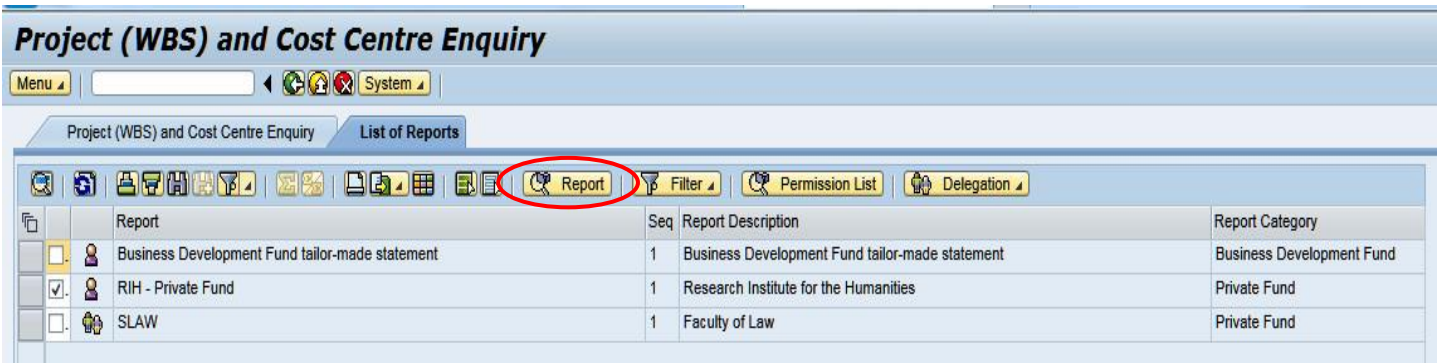 Project (WBS) and Cost Centre Enquiry
Menu System
Project (WBS) and Cost Centre Enquiry List of Reports
Report Filter Permission List Delegation
Report Seq Report Description Report Category
Business Development Fund tailor-made statement 1 Business Development Fund tailor-made statement Business Development Fund
RIH - Private Fund 1 Research Institute for the Humanities Private Fund
SLAW 1 Faculty of Law Private Fund